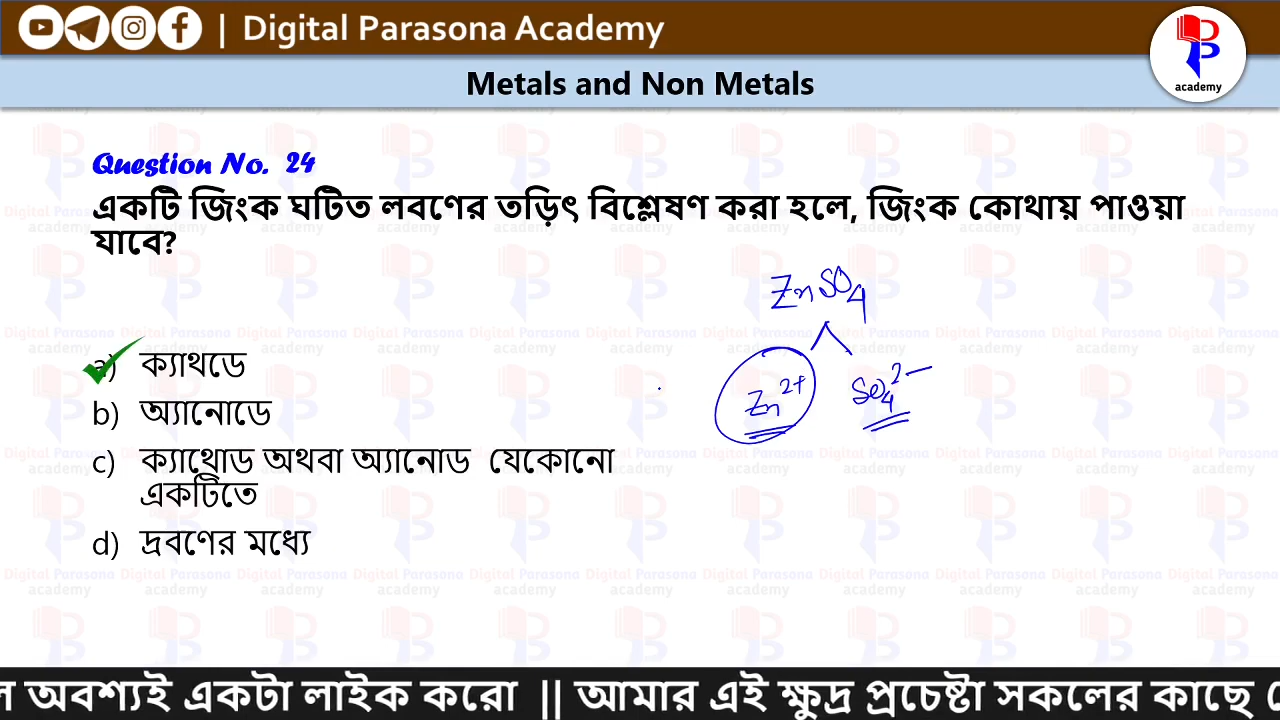 | Digital Parasona Academy
academy
Metals and Non Metals
Question No. 24
একটি জিংক ঘটিত লবণের তড়িৎ বিশ্লেষণ করা হলে, জিংক কোথায় পাওয়া
যাবে?
ZnSO4
a) ক্যাথডে
Zn2+ SO42−
b) অ্যানোডে
c) ক্যাথোড অথবা অ্যানোড যেকোনো
একটিতে
d) দ্রবণের মধ্যে
অবশ্যই একটা লাইক করো || আমার এই ক্ষুদ্র প্রচেষ্টা সকলের কাছে